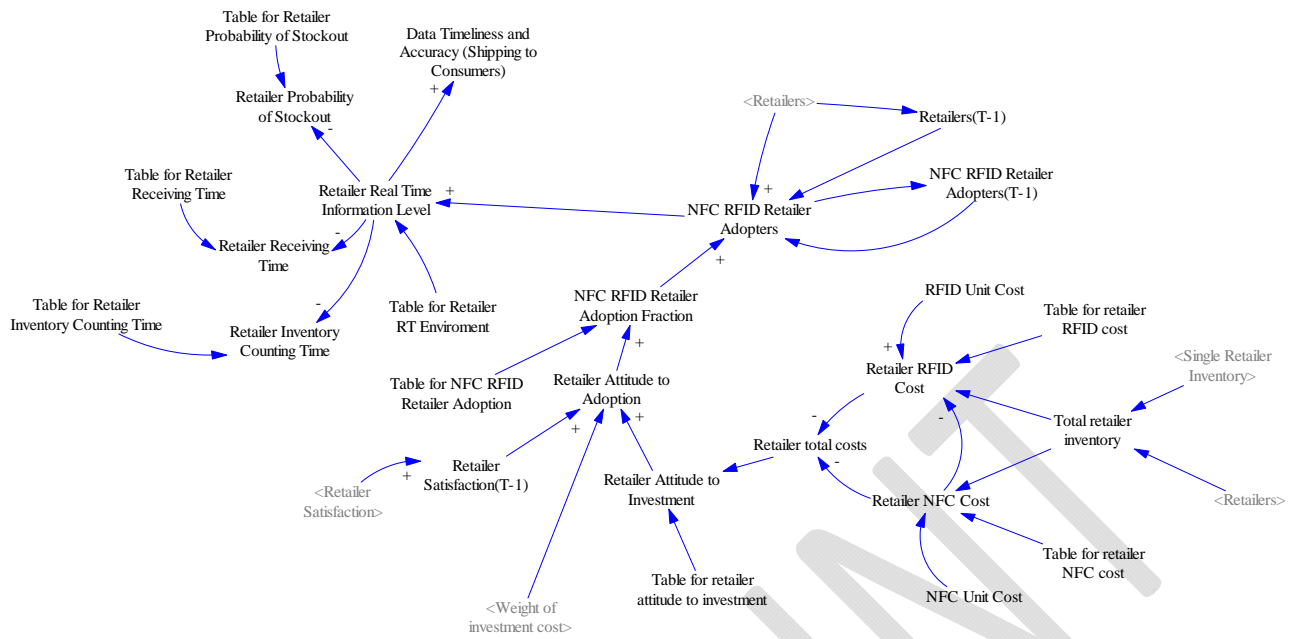 Table for Retailer
Probability of Stockout
Data Timeliness and
Accuracy (Shipping to
Consumers)
+
Retailer Probability
of Stockout
-
<Retailers>
Retailers(T-1)
Table for Retailer
Receiving Time
Retailer Real Time
Information Level
+
+
NFC RFID Retailer
Adopters
NFC RFID Retailer
Adopters(T-1)
-
Retailer Receiving
Time
+
-
Table for Retailer
Inventory Counting Time
Retailer Inventory
Counting Time
Table for Retailer
RT Enviroment
NFC RFID Retailer
Adoption Fraction
+
RFID Unit Cost
Table for retailer
RFID cost
+
Retailer RFID
Cost
<Single Retailer
Inventory>
Table for NFC RFID
Retailer Adoption
Retailer Attitude to
Adoption
+
+
-
-
Total retailer
inventory
Retailer total costs
-
<Retailer
Satisfaction>
+
Retailer
Satisfaction(T-1)
Retailer Attitude to
Investment
Retailer NFC Cost
<Retailers>
Table for retailer
NFC cost
Table for retailer
attitude to investment
NFC Unit Cost
<Weight of
investment cost>
INT